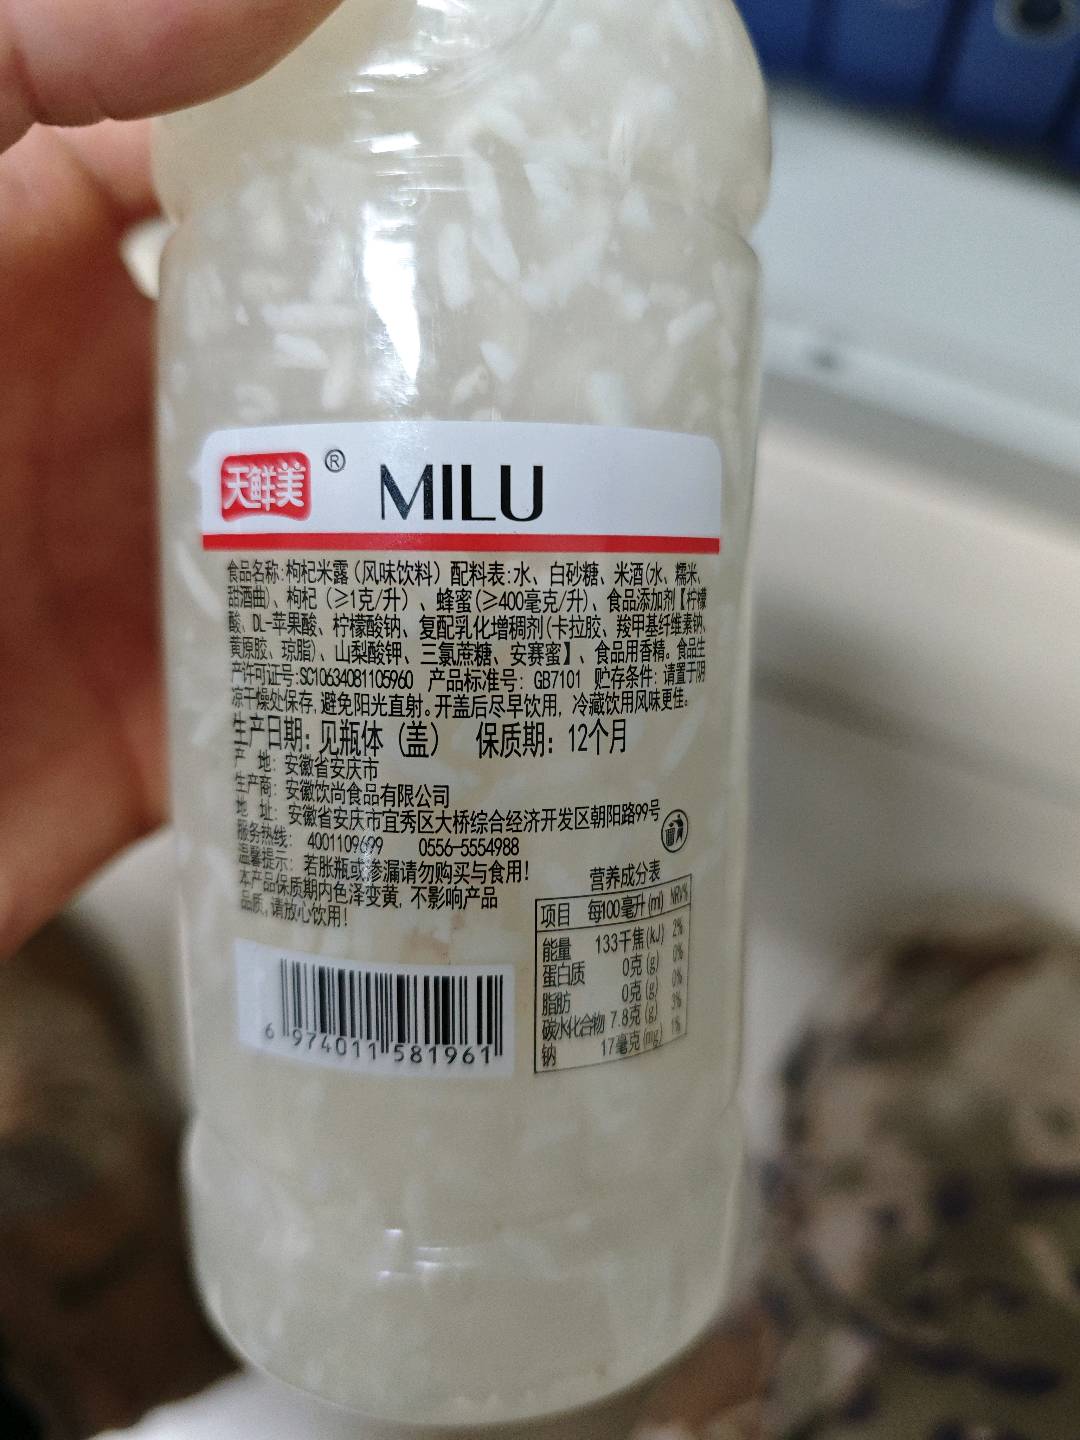 天鲜美 ® MILU
食品名称:枸杞米露（风味饮料）配料表:水、白砂糖、米酒(水、糯米、
甜酒曲)、枸杞（≥1克/升）、蜂蜜(≥400毫克/升)、食品添加剂【柠檬
酸、DL-苹果酸、柠檬酸钠、复配乳化增稠剂(卡拉胶、羧甲基纤维素钠、
黄原胶、琼脂)、山梨酸钾、三氯蔗糖、安赛蜜】、食品用香精。食品生
产许可证号:SC10634081105960 产品标准号：GB7101 贮存条件: 请置于阴
凉干燥处保存,避免阳光直射。开盖后尽早饮用，冷藏饮用风味更佳。
生产日期：见瓶体（盖） 保质期：12个月
产 地：安徽省安庆市
生产商：安徽饮尚食品有限公司
地 址：安徽省安庆市宜秀区大桥综合经济开发区朝阳路99号
服务热线：4001109699 0556-5554988
温馨提示：若胀瓶或渗漏请勿购买与食用！
本产品保质期内色泽变黄, 不影响产品
品质,请放心饮用！
营养成分表
项目 每100毫升(ml) NRV%
能量 133千焦(kJ) 2%
蛋白质 0克(g) 0%
脂肪 0克(g) 0%
碳水化合物 7.8克(g) 3%
钠 17毫克(mg) 1%
6 974011 581961